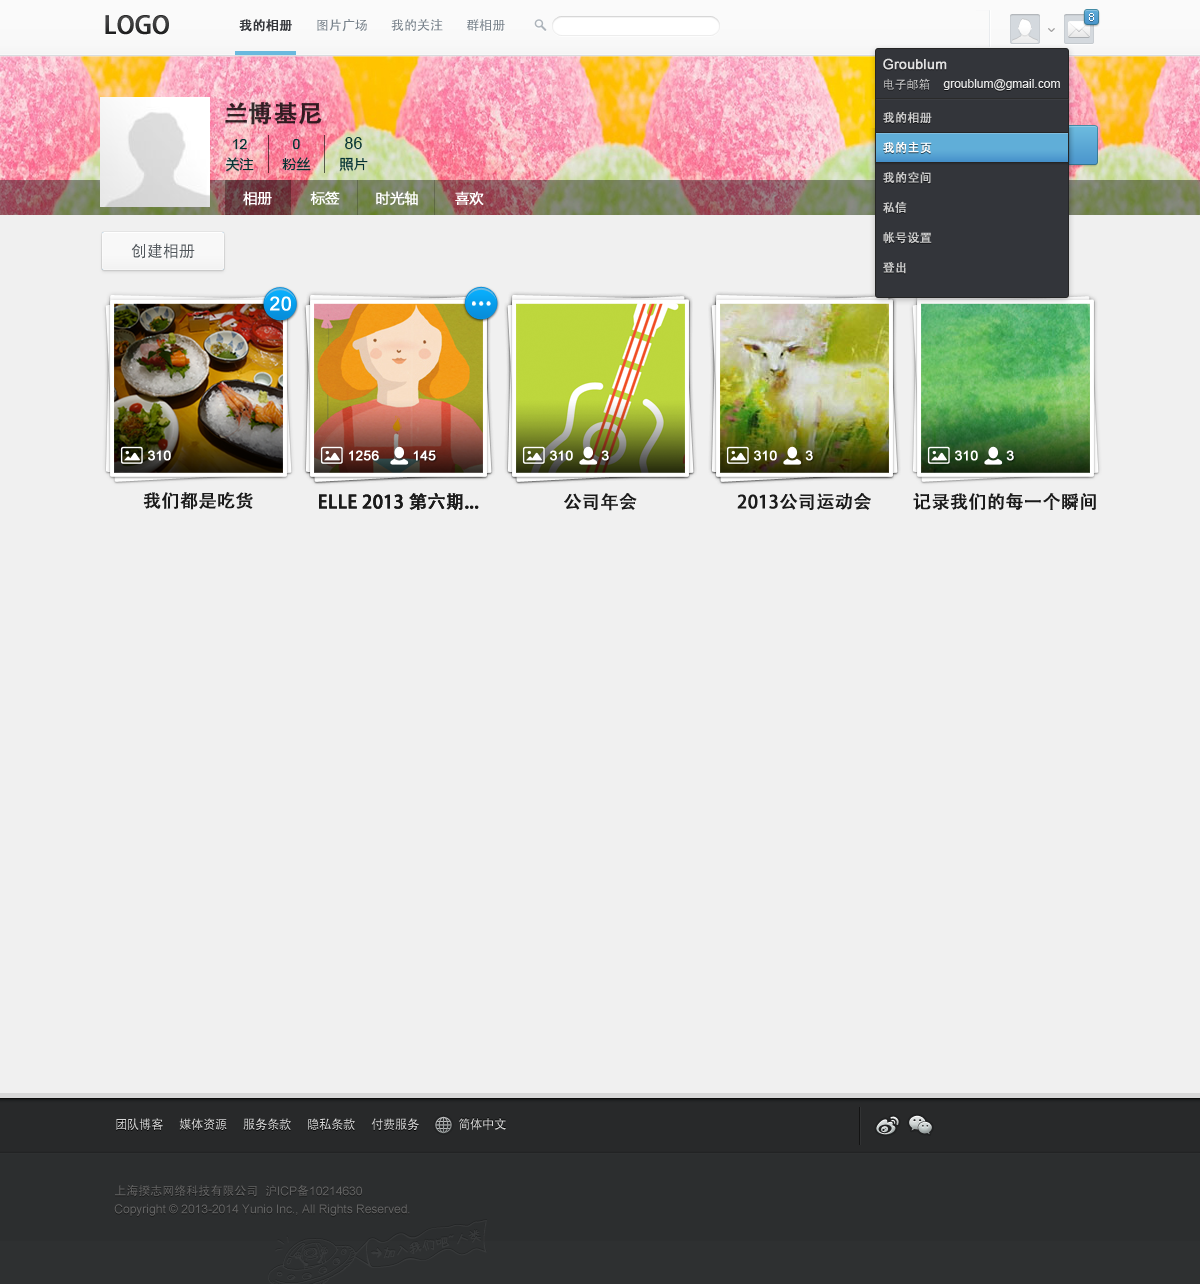 LOGO
我的相册 图片广场 我的关注 群相册
8
Groublum
电子邮箱 groublum@gmail.com
我的相册
我的主页
我的空间
私信
帐号设置
登出
兰博基尼
12 0 86
关注 粉丝 照片
相册 标签 时光轴 喜欢
创建相册
20
310
1256 145
310 3
310 3
310 3
我们都是吃货
ELLE 2013 第六期...
公司年会
2013公司运动会
记录我们的每一个瞬间
团队博客 媒体资源 服务条款 隐私条款 付费服务 简体中文
上海摸志网络科技有限公司 沪ICP备10214630
Copyright © 2013-2014 Yunio Inc., All Rights Reserved.